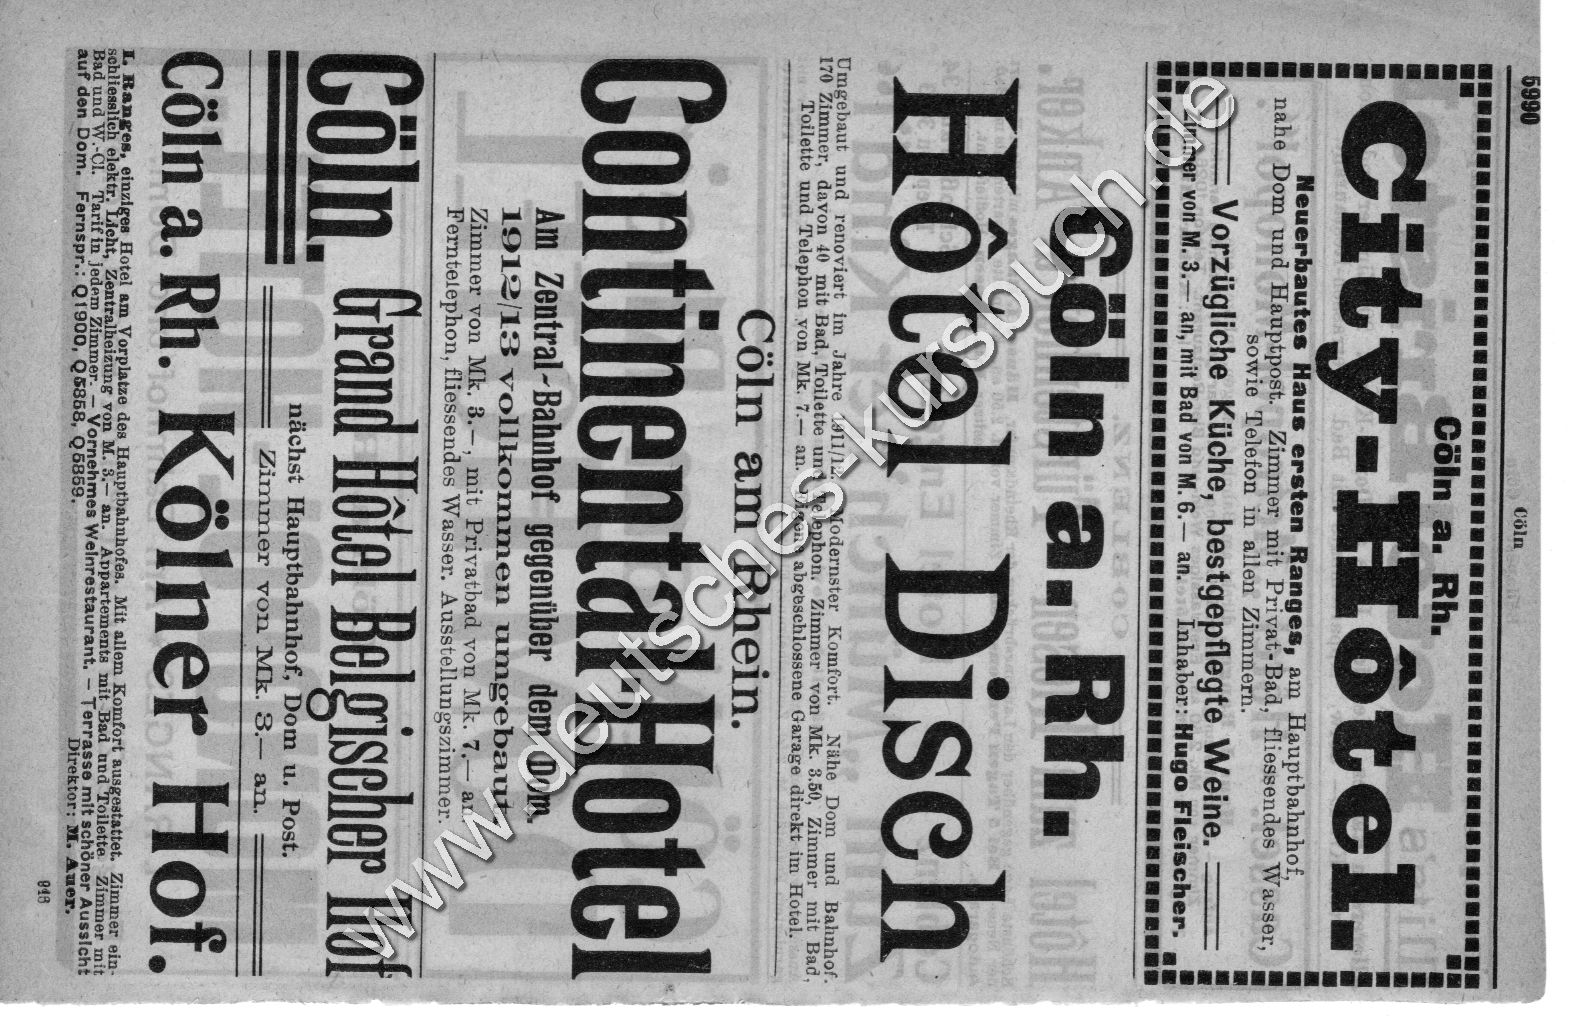 5990
Cöln
Cöln a. Rh.
City-Hôtel.
Neuerbautes Haus ersten Ranges, am Hauptbahnhof,
nahe Dom und Hauptpost. Zimmer mit Privat-Bad, fliessendes Wasser,
sowie Telefon in allen Zimmern.
Vorzügliche Küche, bestgepflegte Weine.
Zimmer von M. 3.— an, mit Bad von M. 6.— an. Inhaber: Hugo Fleischer.
Cöln a. Rh.
Hôtel Disch
Umgebaut und renoviert im Jahre 1911/12. Modernster Komfort. Nähe Dom und Bahnhof.
170 Zimmer, davon 40 mit Bad, Toilette und Telephon. Zimmer von Mk. 3.50, Zimmer mit Bad,
Toilette und Telephon von Mk. 7.— an. abgeschlossene Garage direkt im Hotel.
Cöln am Rhein.
Continental-Hotel
Am Zentral-Bahnhof gegenüber dem Dom.
1912/13 vollkommen umgebaut.
Zimmer von Mk. 3.—, mit Privatbad von Mk. 7.— an
Ferntelephon, fliessendes Wasser. Ausstellungszimmer.
Cöln. Grand Hôtel Belgischer Hof
nächst Hauptbahnhof, Dom u. Post.
Zimmer von Mk. 3.— an.
Cöln a. Rh. Kölner Hof.
I. Ranges, einziges Hotel am Vorplatze des Hauptbahnhofes. Mit allem Komfort ausgestattet. Zimmer ein-
schliesslich elektr. Licht, Zentralheizung von M. 3.— an. Appartements mit Bad und Toilette Zimmer mit
Bad und W.-Cl. Tarif in jedem Zimmer. — Vornehmes Weinrestaurant. — Terrasse mit schöner Aussicht
auf den Dom. Fernspr.: Q1900, Q5858, Q5859. Direktor: M. Auer.
946
www.deutsches-kursbuch.de